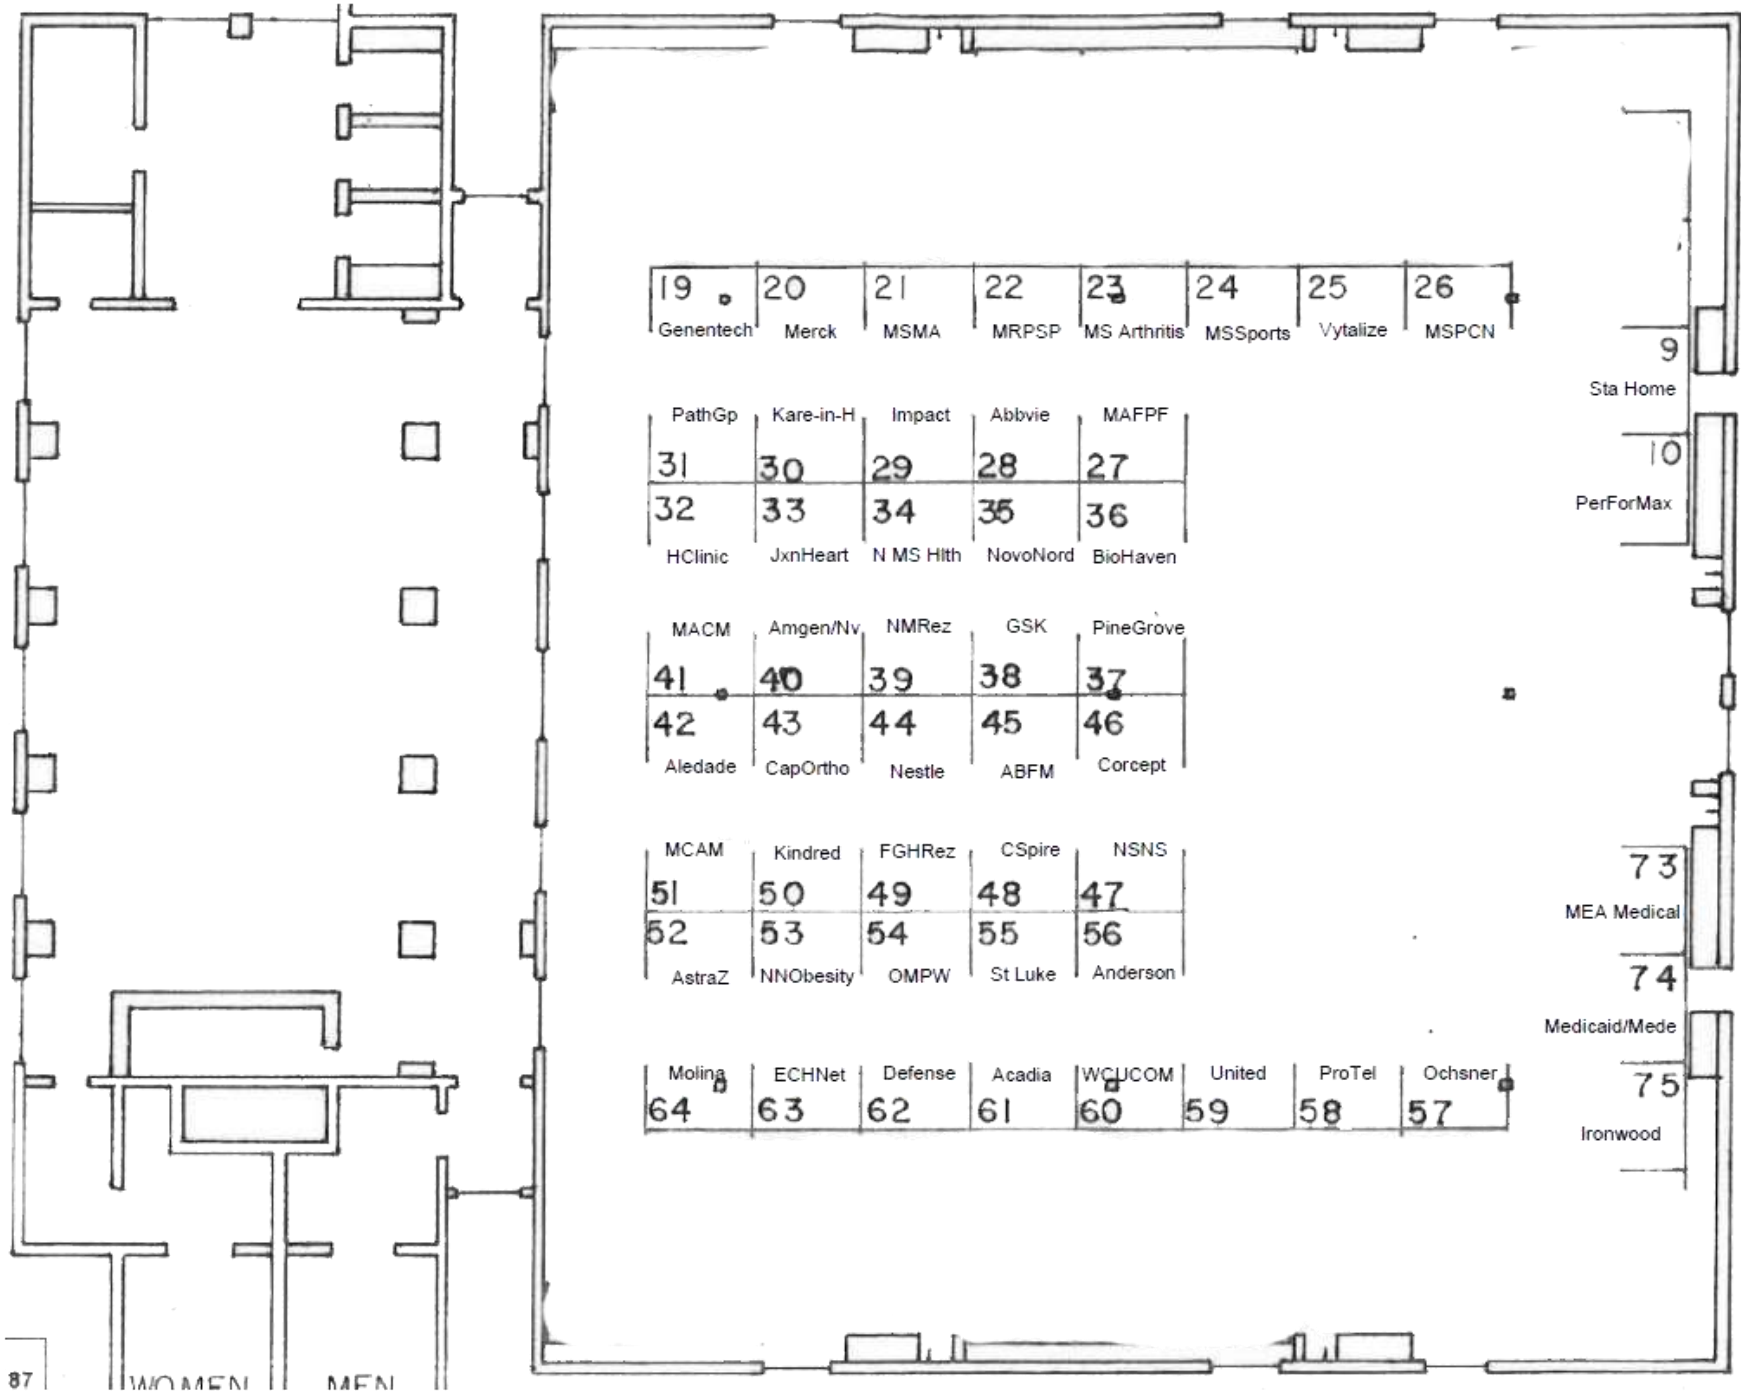 19 20 21 22 23 24 25 26
Genentech Merck MSMA MRPSP MS Arthritis MSSports Vytalize MSPCN
9
Sta Home
10
PerForMax
PathGp Kare-in-H Impact Abbvie MAFPF
31 30 29 28 27
32 33 34 35 36
HClinic JxnHeart N MS Hlth NovoNord BioHaven
MACM Amgen/Nv NMRez GSK PineGrove
41 40 39 38 37
42 43 44 45 46
Aledade CapOrtho Nestle ABFM Corcept
MCAM Kindred FGHRez CSpire NSNS
51 50 49 48 47
52 53 54 55 56
AstraZ NNObesity OMPW St Luke Anderson
73
MEA Medical
74
Medicaid/Mede
75
Ironwood
Molina ECHNet Defense Acadia WCUCOM United ProTel Ochsner
64 63 62 61 60 59 58 57
87
WOMEN MEN